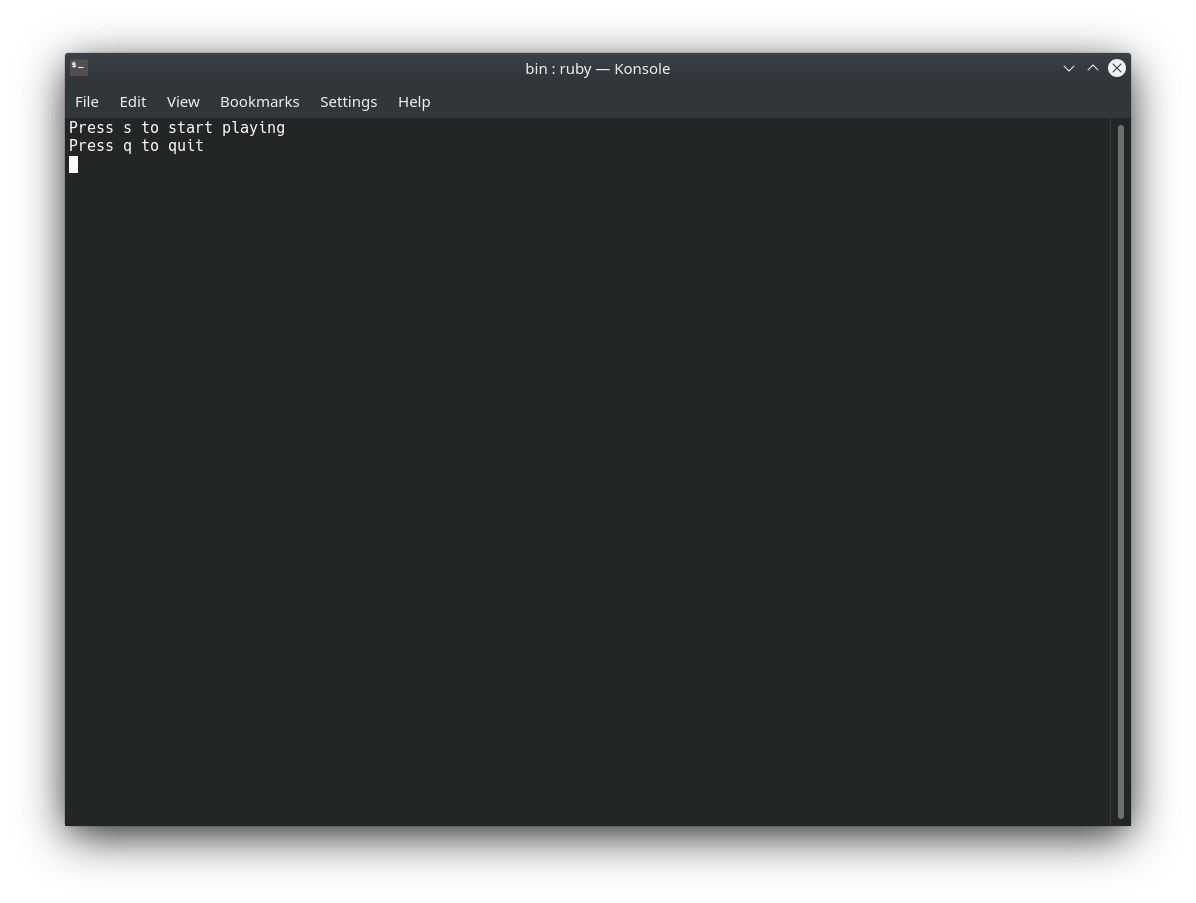 bin : ruby — Konsole
File Edit View Bookmarks Settings Help
Press s to start playing
Press q to quit